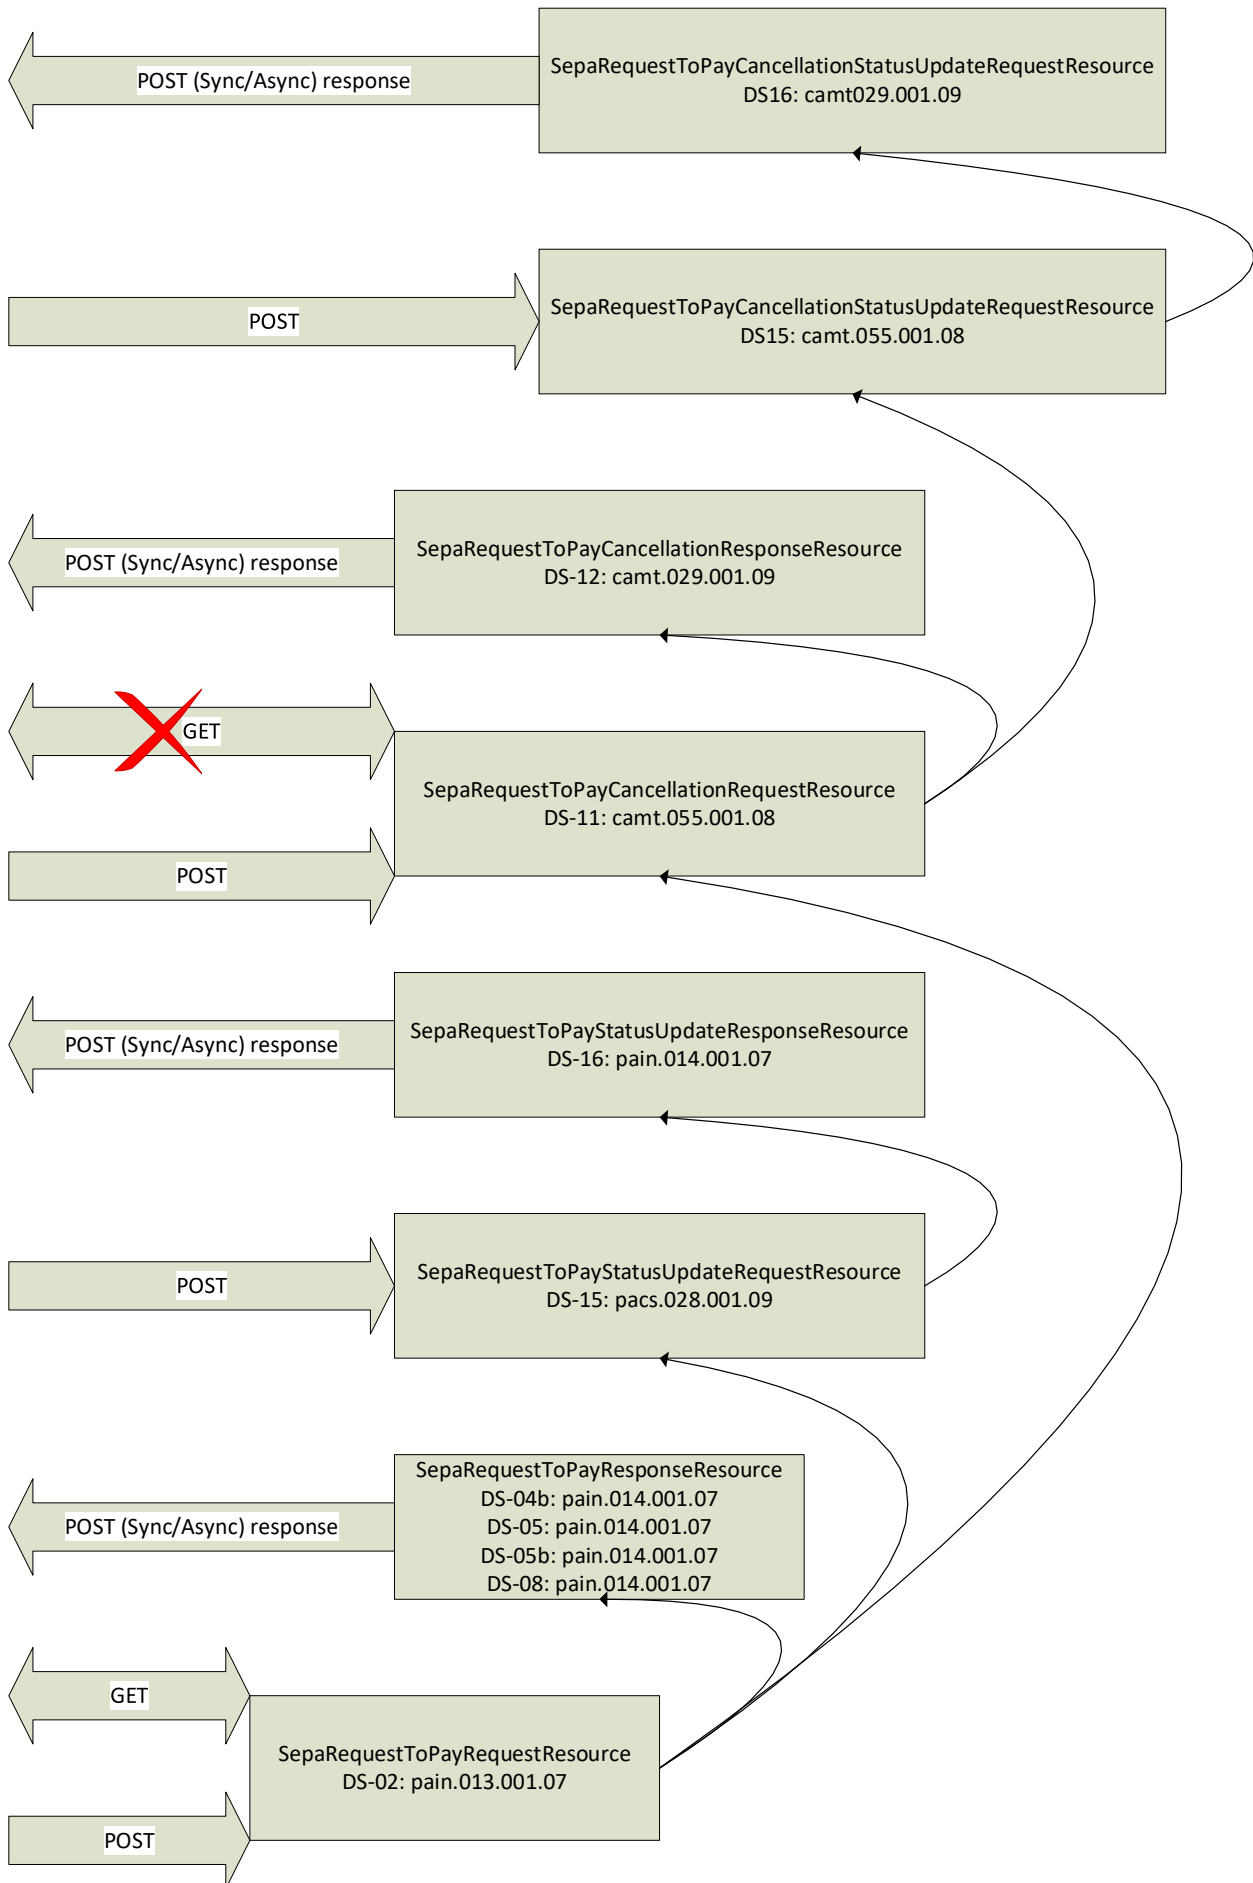 SepaRequestToPayCancellationStatusUpdateRequestResource
DS16: camt029.001.09
POST (Sync/Async) response
SepaRequestToPayCancellationStatusUpdateRequestResource
DS15: camt.055.001.08
POST
SepaRequestToPayCancellationResponseResource
DS-12: camt.029.001.09
POST (Sync/Async) response
GET
SepaRequestToPayCancellationRequestResource
DS-11: camt.055.001.08
POST
SepaRequestToPayStatusUpdateResponseResource
DS-16: pain.014.001.07
POST (Sync/Async) response
SepaRequestToPayStatusUpdateRequestResource
DS-15: pacs.028.001.09
POST
SepaRequestToPayResponseResource
DS-04b: pain.014.001.07
DS-05: pain.014.001.07
DS-05b: pain.014.001.07
DS-08: pain.014.001.07
POST (Sync/Async) response
GET
SepaRequestToPayRequestResource
DS-02: pain.013.001.07
POST